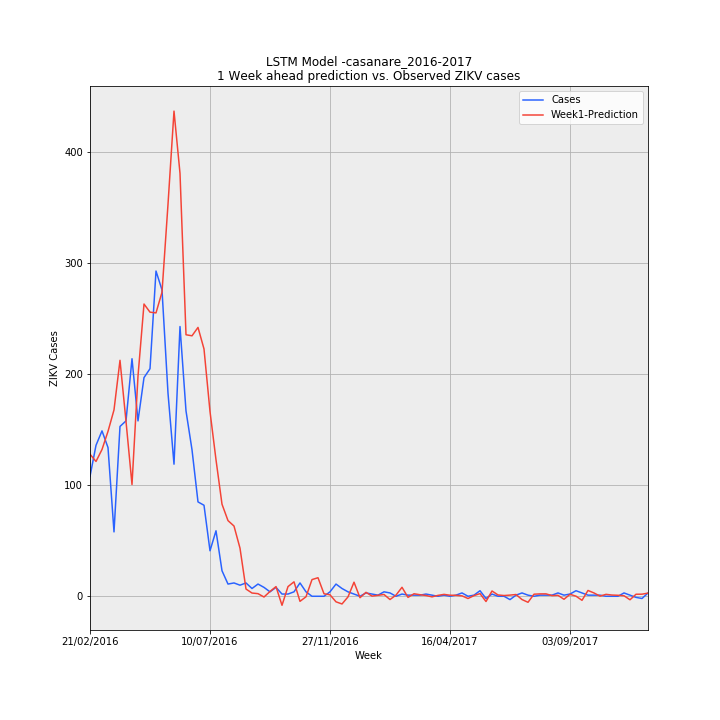 LSTM Model -casanare_2016-2017
1 Week ahead prediction vs. Observed ZIKV cases
Cases
Week1-Prediction
ZIKV Cases
400
300
200
100
0
21/02/2016
10/07/2016
27/11/2016
16/04/2017
03/09/2017
Week